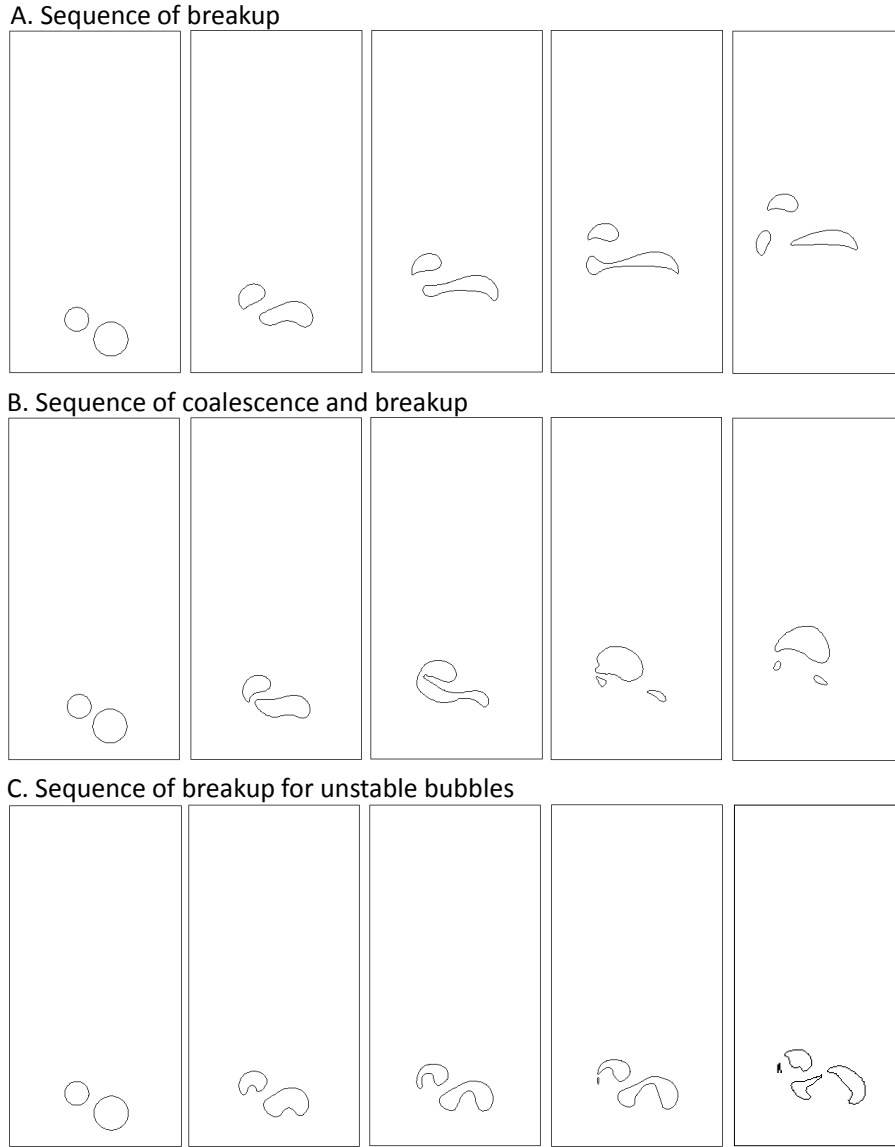 A. Sequence of breakup
B. Sequence of coalescence and breakup
C. Sequence of breakup for unstable bubbles